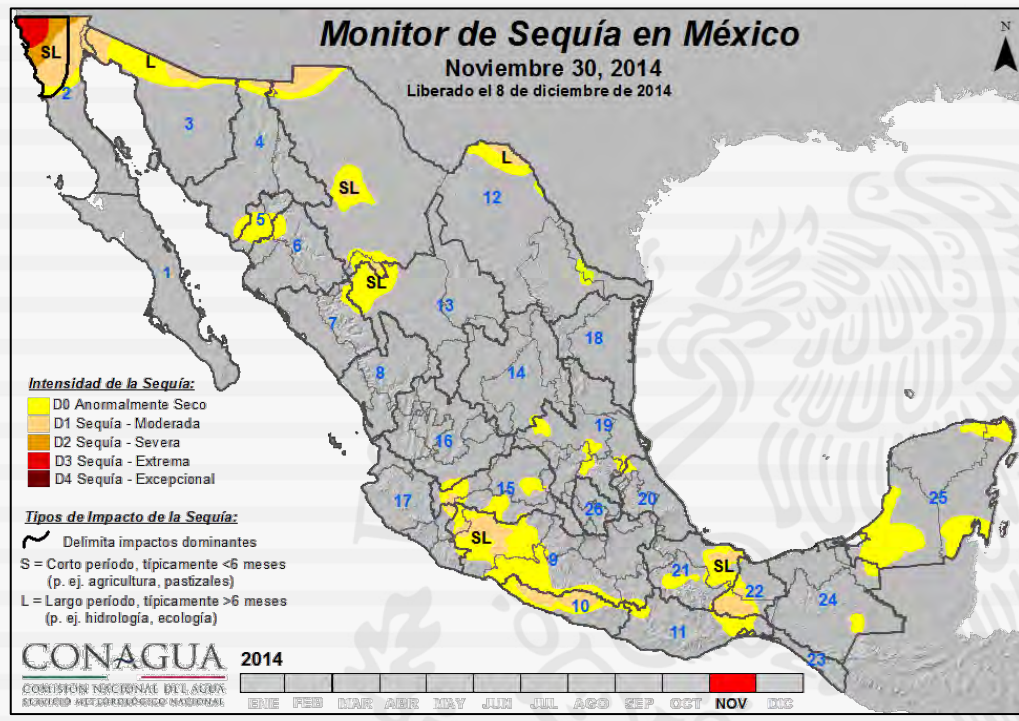 Monitor de Sequía en México
Noviembre 30, 2014
Liberado el 8 de diciembre de 2014
N
SL
L
2
3
4
L
12
SL
5
6
1
SL
13
7
18
8
14
19
16
15
17
20
26
25
SL
9
21
SL
22
10
24
11
23
Intensidad de la Sequía:
D0 Anormalmente Seco
D1 Sequía - Moderada
D2 Sequía - Severa
D3 Sequía - Extrema
D4 Sequía - Excepcional
Tipos de Impacto de la Sequía:
Delimita impactos dominantes
S = Corto período, típicamente <6 meses
(p. ej. agricultura, pastizales)
L = Largo período, típicamente >6 meses
(p. ej. hidrología, ecología)
CONAGUA
COMISIÓN NACIONAL DEL AGUA
SERVICIO METEOROLÓGICO NACIONAL
2014
ENE FEB MAR ABR MAY JUN JUL AGO SEP OCT NOV DIC